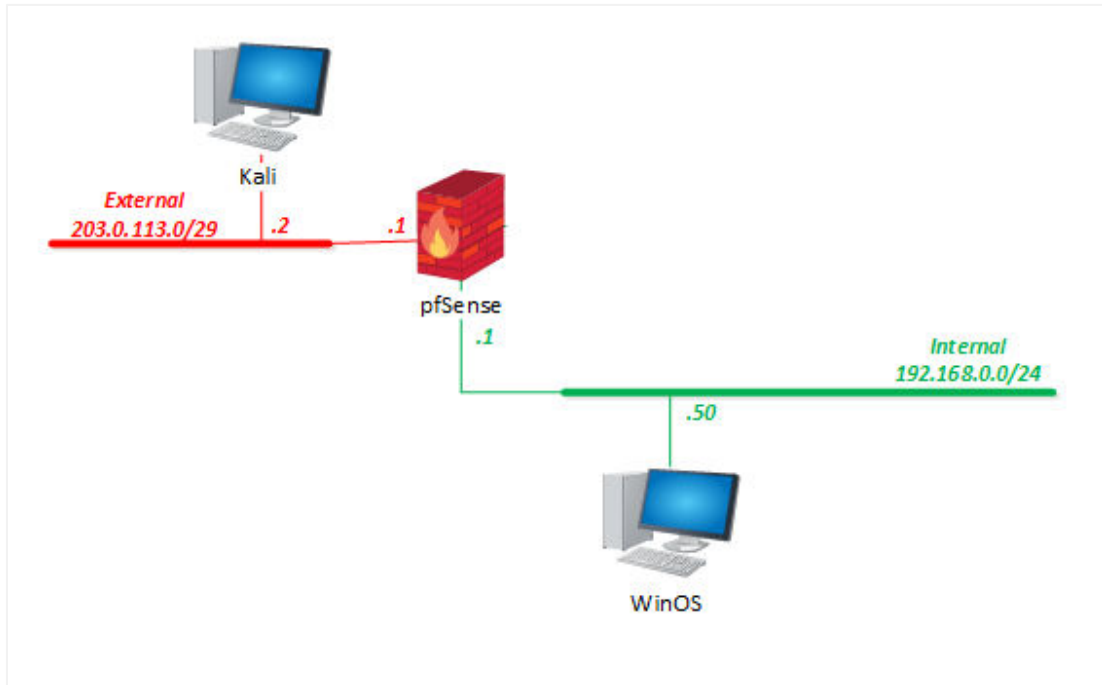 Kali
External
203.0.113.0/29
.2
.1
pfSense
.1
Internal
192.168.0.0/24
.50
WinOS